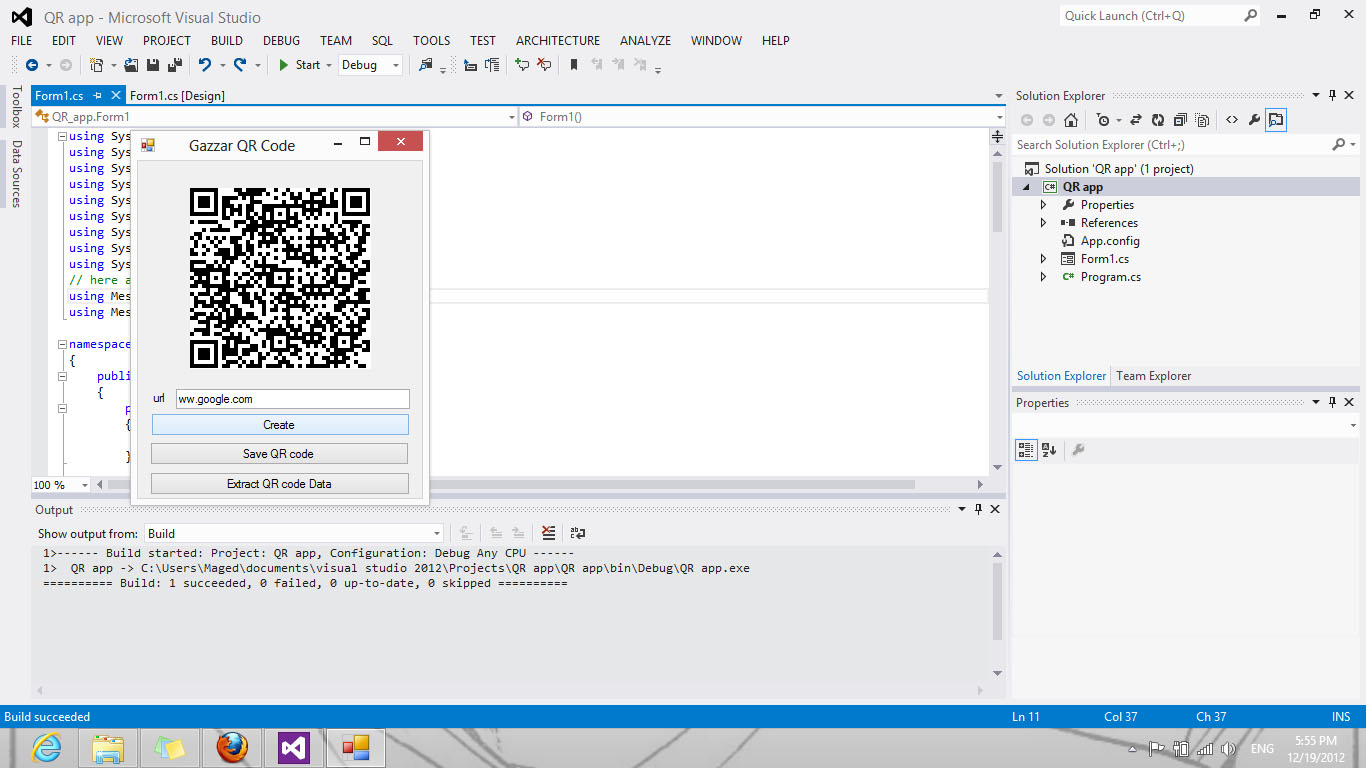 QR app - Microsoft Visual Studio
Quick Launch (Ctrl+Q)
FILE EDIT VIEW PROJECT BUILD DEBUG TEAM SQL TOOLS TEST ARCHITECTURE ANALYZE WINDOW HELP
Start Debug
Toolbox
Data Sources
Form1.cs Form1.cs [Design]
QR_app.Form1 Form1()
using Sys
using Sys
using Sys
using Sys
using Sys
using Sys
using Sys
using Sys
using Sys
// here a
using Mes
using Mes
namespace
{
publi
{
p
{
}
100 %
Gazzar QR Code
url ww.google.com
Create
Save QR code
Extract QR code Data
Solution Explorer
Search Solution Explorer (Ctrl+;)
Solution 'QR app' (1 project)
C# QR app
Properties
References
App.config
Form1.cs
C# Program.cs
Solution Explorer Team Explorer
Properties
Output
Show output from: Build
1>------ Build started: Project: QR app, Configuration: Debug Any CPU ------
1>  QR app -> C:\Users\Maged\documents\visual studio 2012\Projects\QR app\QR app\bin\Debug\QR app.exe
========== Build: 1 succeeded, 0 failed, 0 up-to-date, 0 skipped ==========
Build succeeded Ln 11 Col 37 Ch 37 INS
ENG
5:55 PM
12/19/2012